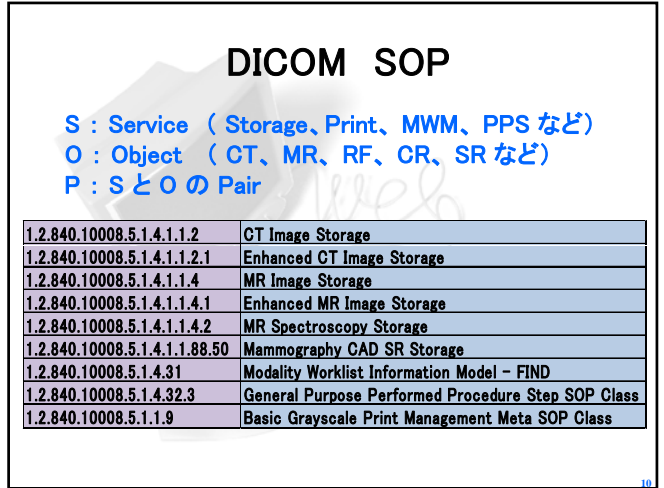 DICOM SOP
S : Service （ Storage、Print、 MWM、 PPS など）
O : Object （ CT、 MR、 RF、 CR、 SR など）
P : S と O の Pair
Web
1.2.840.10008.5.1.4.1.1.2 CT Image Storage
1.2.840.10008.5.1.4.1.1.2.1 Enhanced CT Image Storage
1.2.840.10008.5.1.4.1.1.4 MR Image Storage
1.2.840.10008.5.1.4.1.1.4.1 Enhanced MR Image Storage
1.2.840.10008.5.1.4.1.1.4.2 MR Spectroscopy Storage
1.2.840.10008.5.1.4.1.1.88.50 Mammography CAD SR Storage
1.2.840.10008.5.1.4.31 Modality Worklist Information Model - FIND
1.2.840.10008.5.1.4.32.3 General Purpose Performed Procedure Step SOP Class
1.2.840.10008.5.1.1.9 Basic Grayscale Print Management Meta SOP Class
10